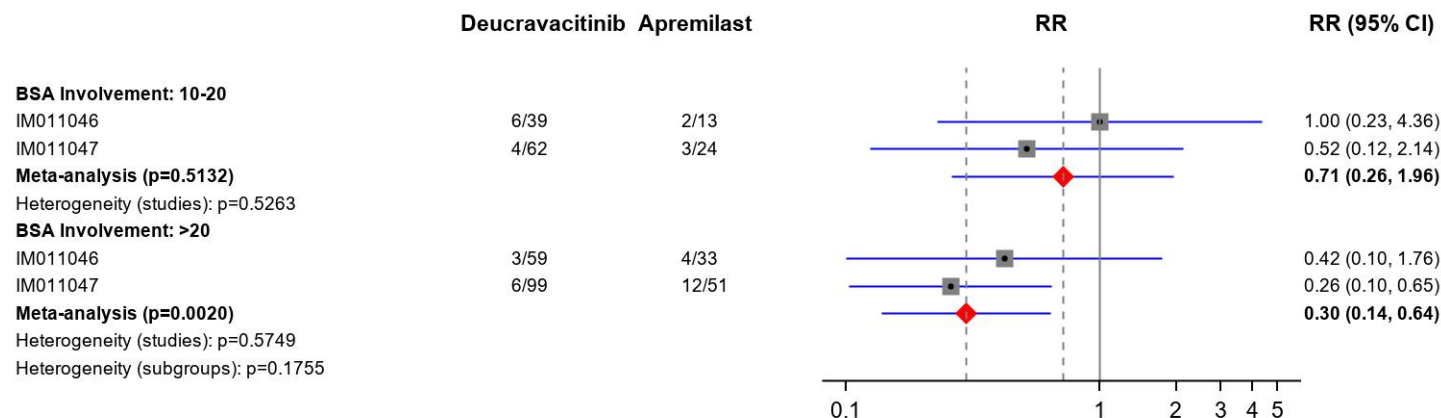 Deucravacitinib Apremilast RR RR (95% CI)
BSA Involvement: 10-20
IM011046 6/39 2/13 1.00 (0.23, 4.36)
IM011047 4/62 3/24 0.52 (0.12, 2.14)
Meta-analysis (p=0.5132) 0.71 (0.26, 1.96)
Heterogeneity (studies): p=0.5263
BSA Involvement: >20
IM011046 3/59 4/33 0.42 (0.10, 1.76)
IM011047 6/99 12/51 0.26 (0.10, 0.65)
Meta-analysis (p=0.0020) 0.30 (0.14, 0.64)
Heterogeneity (studies): p=0.5749
Heterogeneity (subgroups): p=0.1755
0.1 1 2 3 4 5